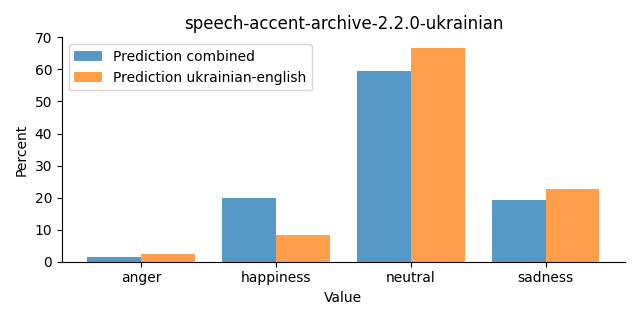 speech-accent-archive-2.2.0-ukrainian
Prediction combined
Prediction ukrainian-english
Percent
70
60
50
40
30
20
10
0
anger happiness neutral sadness
Value